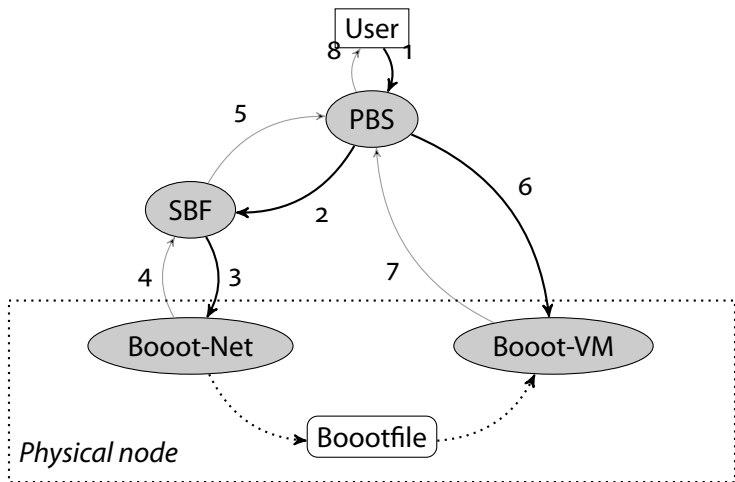 User
8
1
PBS
5
6
SBF
2
4
3
7
Booot-Net
Booot-VM
Boootfile
Physical node